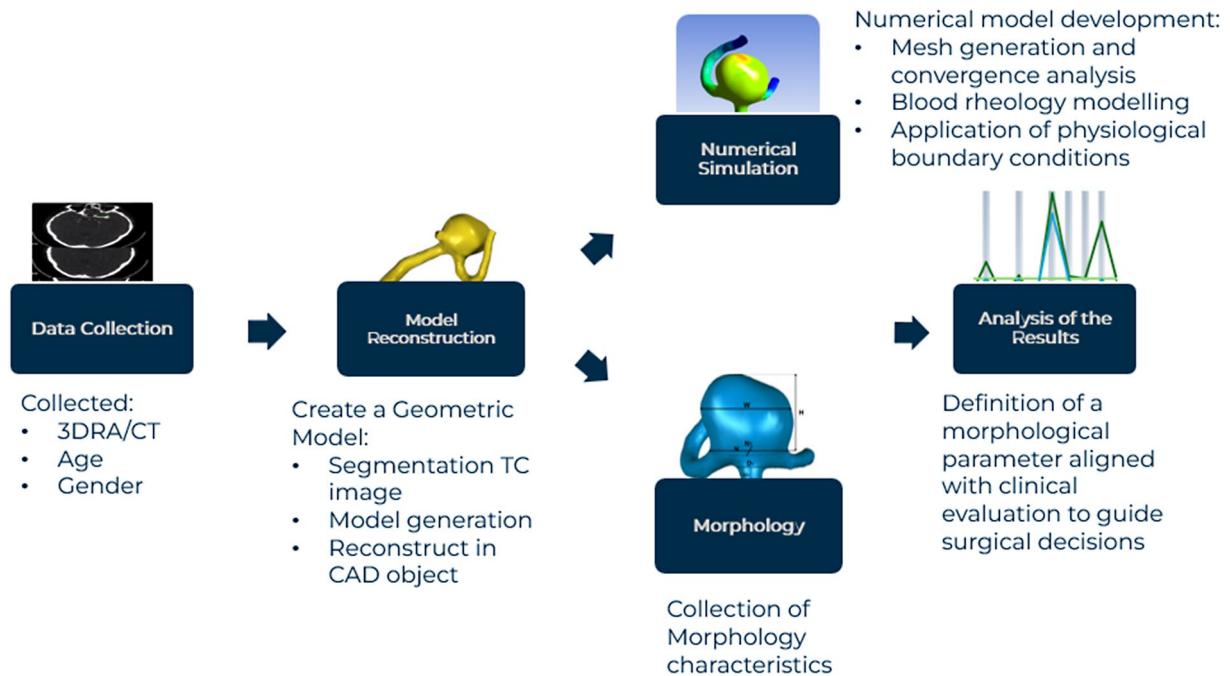 Data Collection
Collected:
• 3DRA/CT
• Age
• Gender
Model
Reconstruction
Create a Geometric
Model:
• Segmentation TC
image
• Model generation
• Reconstruct in
CAD object
Numerical
Simulation
Numerical model development:
• Mesh generation and
convergence analysis
• Blood rheology modelling
• Application of physiological
boundary conditions
W
H
Morphology
Collection of
Morphology
characteristics
Analysis of the
Results
Definition of a
morphological
parameter aligned
with clinical
evaluation to guide
surgical decisions